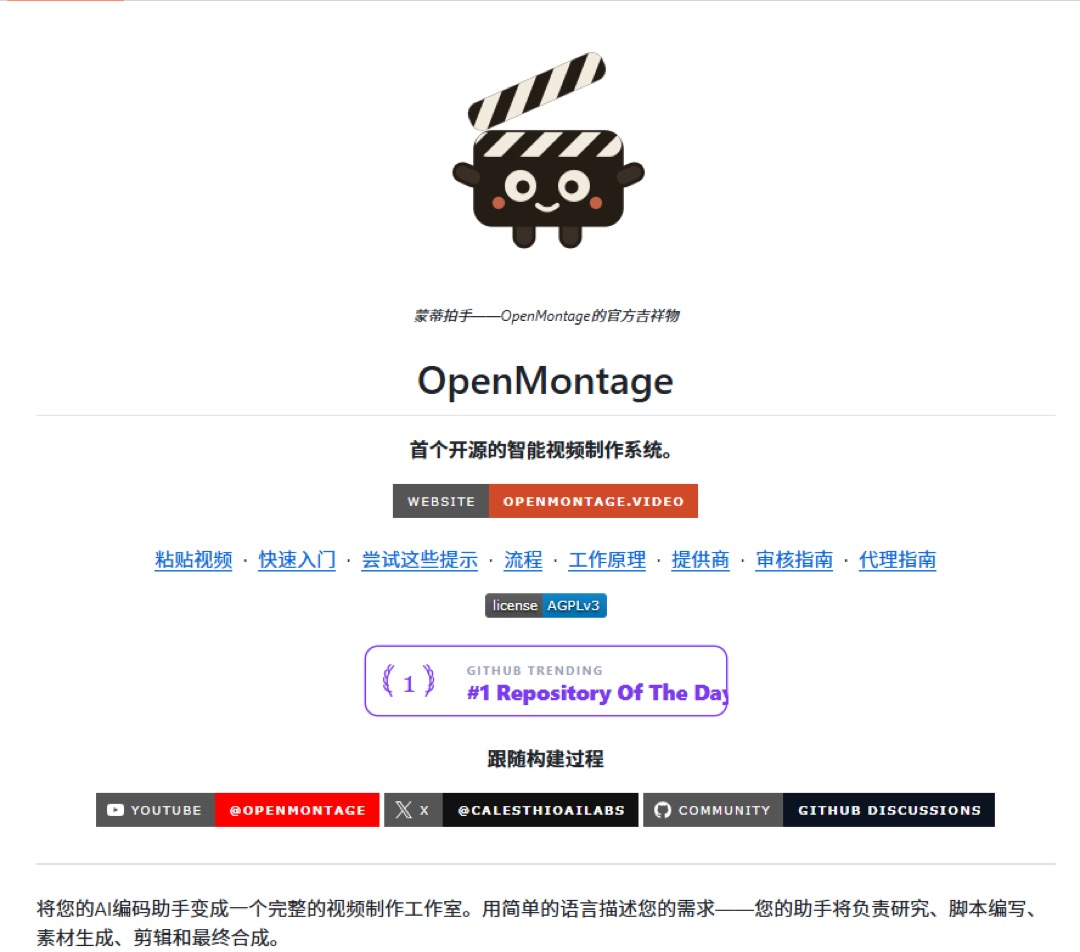 蒙蒂拍手——OpenMontage的官方吉祥物
OpenMontage
首个开源的智能视频制作系统。
WEBSITE OPENMONTAGE.VIDEO
粘贴视频 · 快速入门 · 尝试这些提示 · 流程 · 工作原理 · 提供商 · 审核指南 · 代理指南
license AGPLv3
1
GITHUB TRENDING
#1 Repository Of The Day
跟随构建过程
YOUTUBE @OPENMONTAGE X @CALESTHIOAILABS COMMUNITY GITHUB DISCUSSIONS
将您的AI编码助手变成一个完整的视频制作工作室。用简单的语言描述您的需求——您的助手将负责研究、脚本编写、
素材生成、剪辑和最终合成。